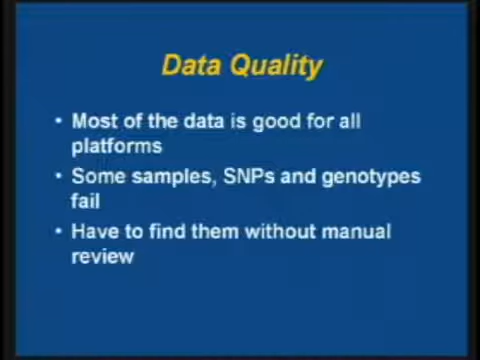 Data Quality
• Most of the data is good for all
platforms
• Some samples, SNPs and genotypes
fail
• Have to find them without manual
review